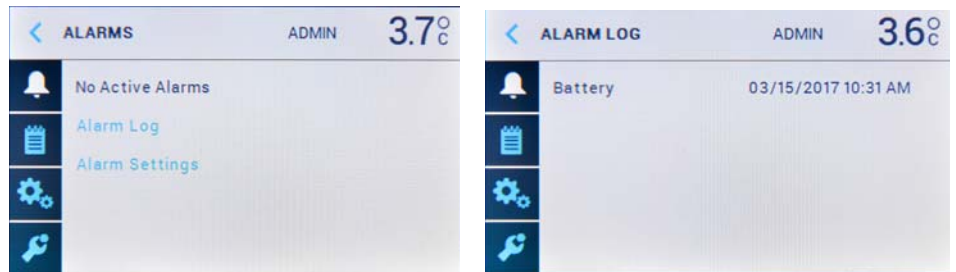 ALARMS ADMIN 3.7°C
No Active Alarms
Alarm Log
Alarm Settings
ALARM LOG ADMIN 3.6°C
Battery 03/15/2017 10:31 AM